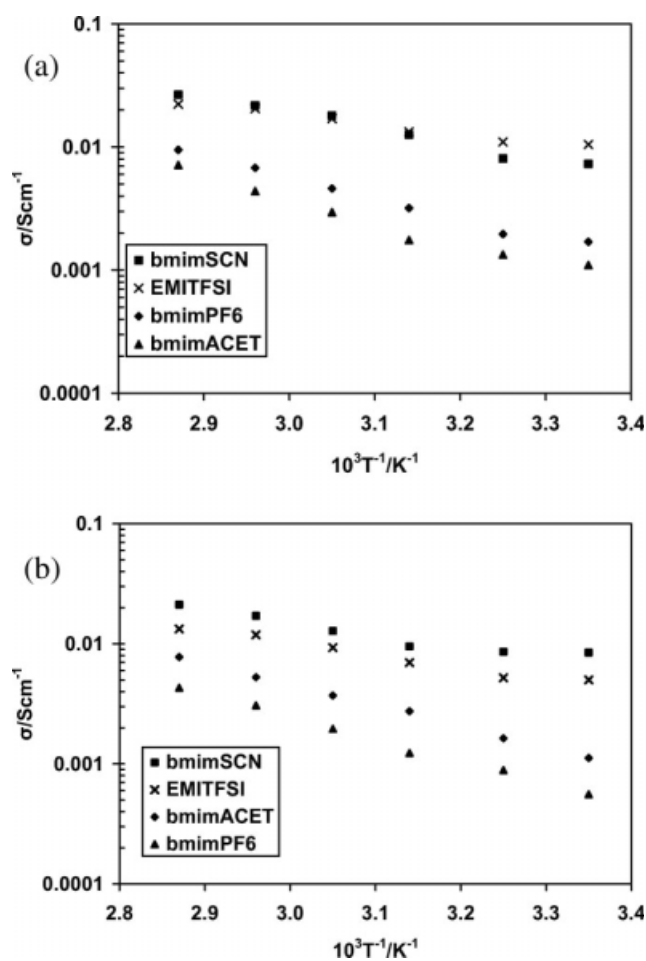 (a)
0.1
0.01
0.001
0.0001
σ/Scm⁻¹
bmimSCN
EMITFSI
bmimPF6
bmimACET
2.8 2.9 3.0 3.1 3.2 3.3 3.4
10³T⁻¹/K⁻¹
(b)
0.1
0.01
0.001
0.0001
σ/Scm⁻¹
bmimSCN
EMITFSI
bmimACET
bmimPF6
2.8 2.9 3.0 3.1 3.2 3.3 3.4
10³T⁻¹/K⁻¹